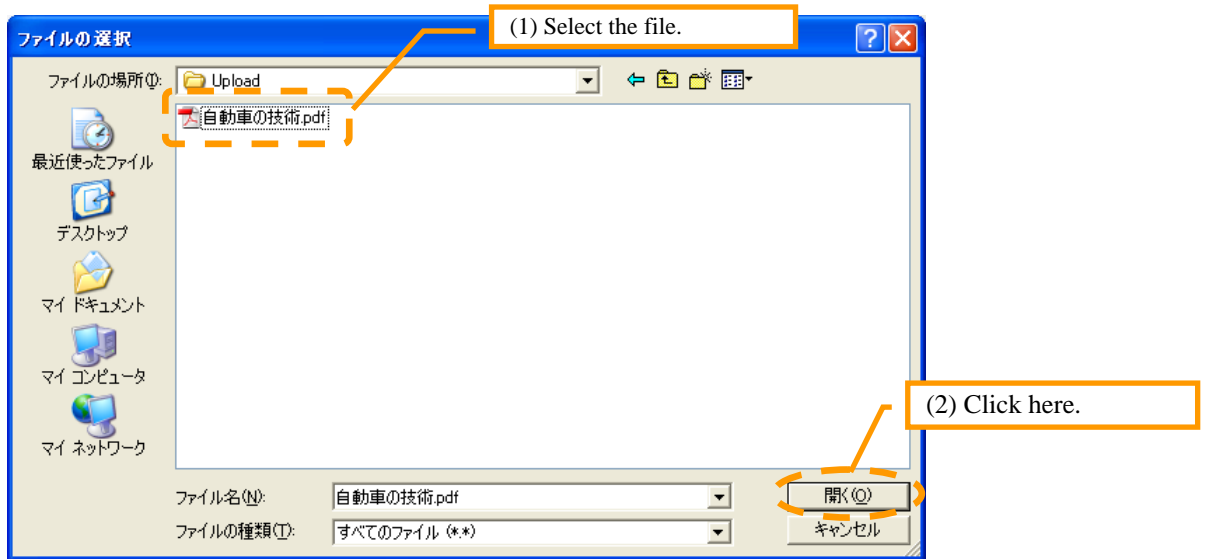 (1) Select the file.
ファイルの選択
ファイルの場所(I):
Upload
自動車の技術.pdf
最近使ったファイル
デスクトップ
マイ ドキュメント
マイ コンピュータ
マイ ネットワーク
(2) Click here.
ファイル名(N):
自動車の技術.pdf
開く(O)
ファイルの種類(T):
すべてのファイル (*.*)
キャンセル